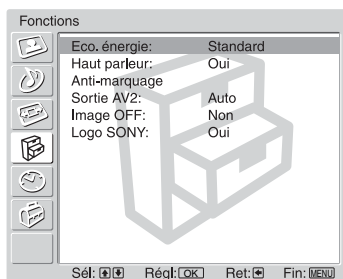 Fonctions
Eco. énergie: Standard
Haut parleur: Oui
Anti-marquage
Sortie AV2: Auto
Image OFF: Non
Logo SONY: Oui
Sél: Régl: OK Ret: Fin: MENU